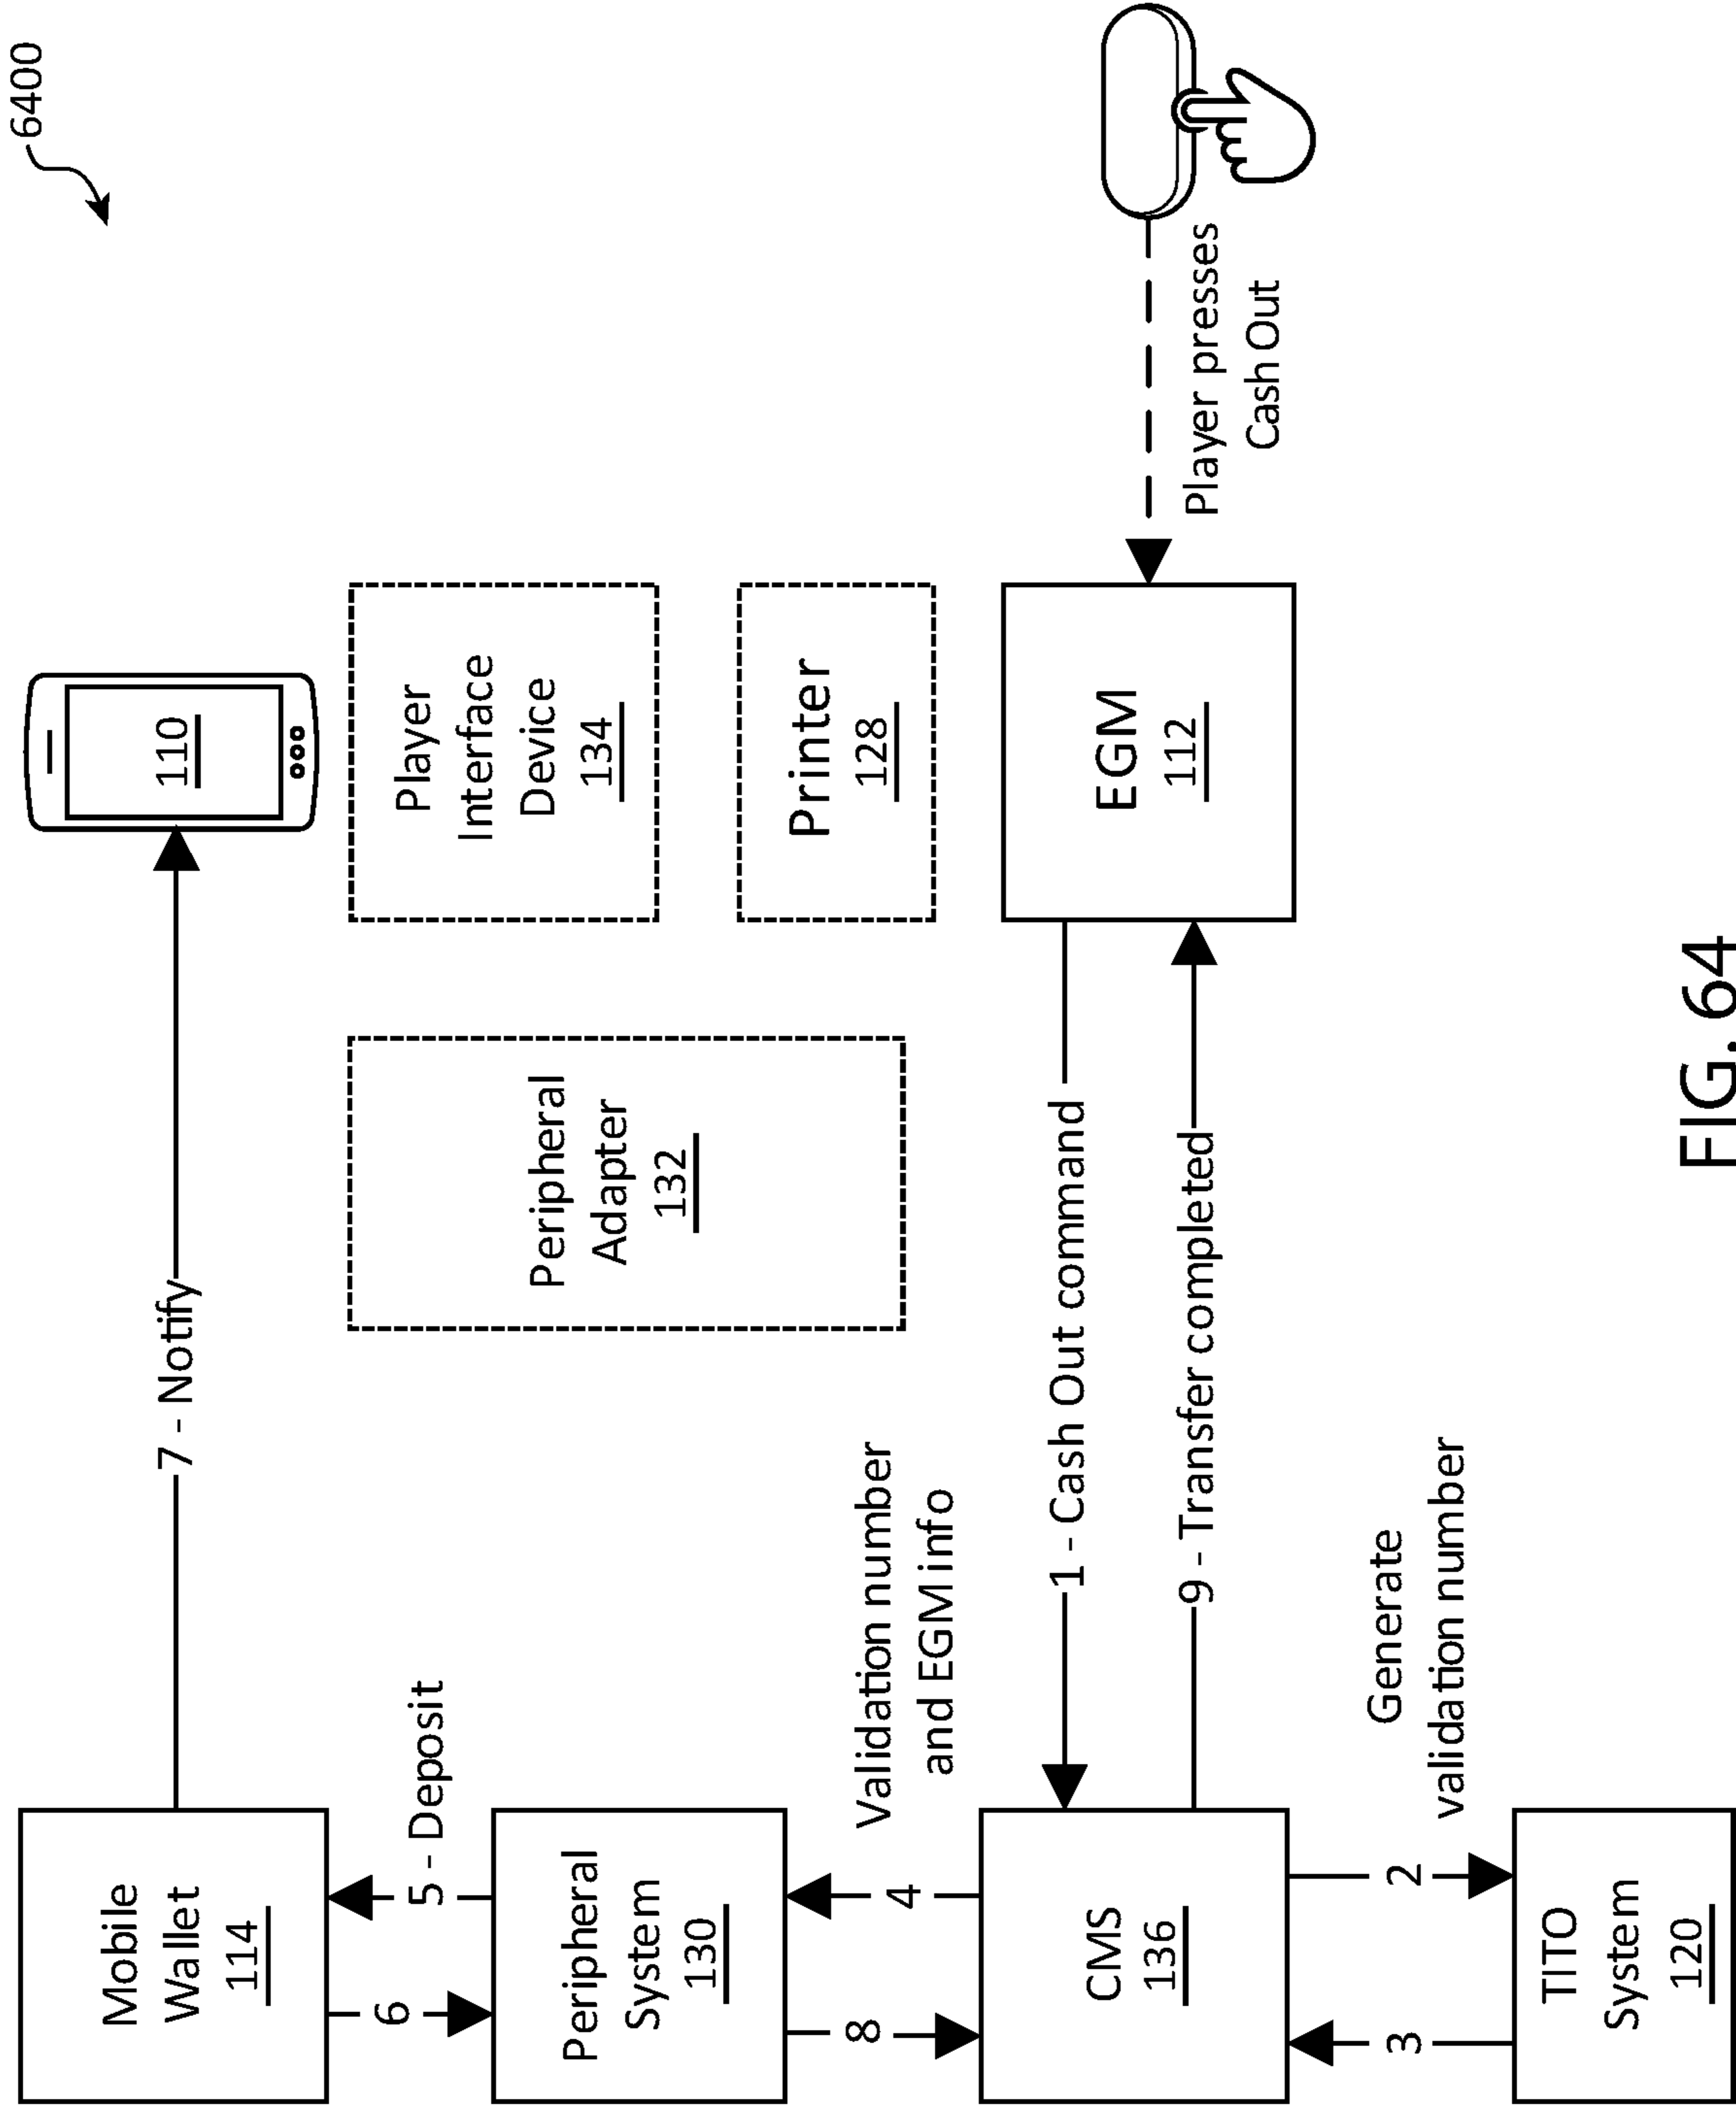 6400
Mobile
Wallet
114
7 - Notify
110
5 - Deposit
6
Peripheral
System
130
Peripheral
Adapter
132
Player
Interface
Device
134
Printer
128
Validation number
and EGM info
4
8
CMS
136
1 - Cash Out command
9 - Transfer completed
EGM
112
Player presses
Cash Out
Generate
validation number
2
3
TITO
System
120
FIG. 64